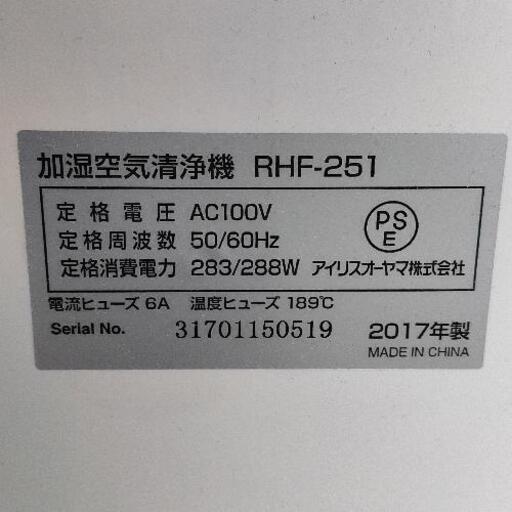 加湿空気清浄機 RHF-251
定格電圧 AC100V
定格周波数 50/60Hz
PS
E
定格消費電力 283/288W アイリスオーヤマ株式会社
電流ヒューズ 6A 温度ヒューズ 189℃
Serial No. 31701150519 2017年製
MADE IN CHINA